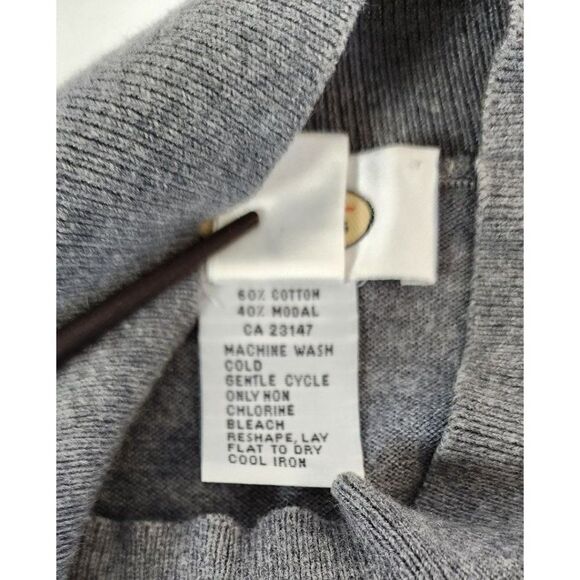 60% COTTON
40% MODAL
CA 23147
MACHINE WASH
COLD
GENTLE CYCLE
ONLY NON
CHLORINE
BLEACH
RESHAPE, LAY
FLAT TO DRY
COOL IRON